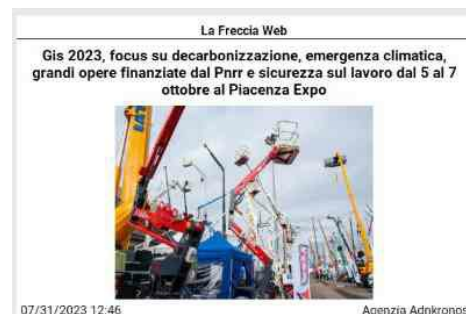 La Freccia Web
Gis 2023, focus su decarbonizzazione, emergenza climatica,
grandi opere finanziate dal Pnrr e sicurezza sul lavoro dal 5 al 7
ottobre al Piacenza Expo
07/31/2023 12:46
Agenzia Adnkronos